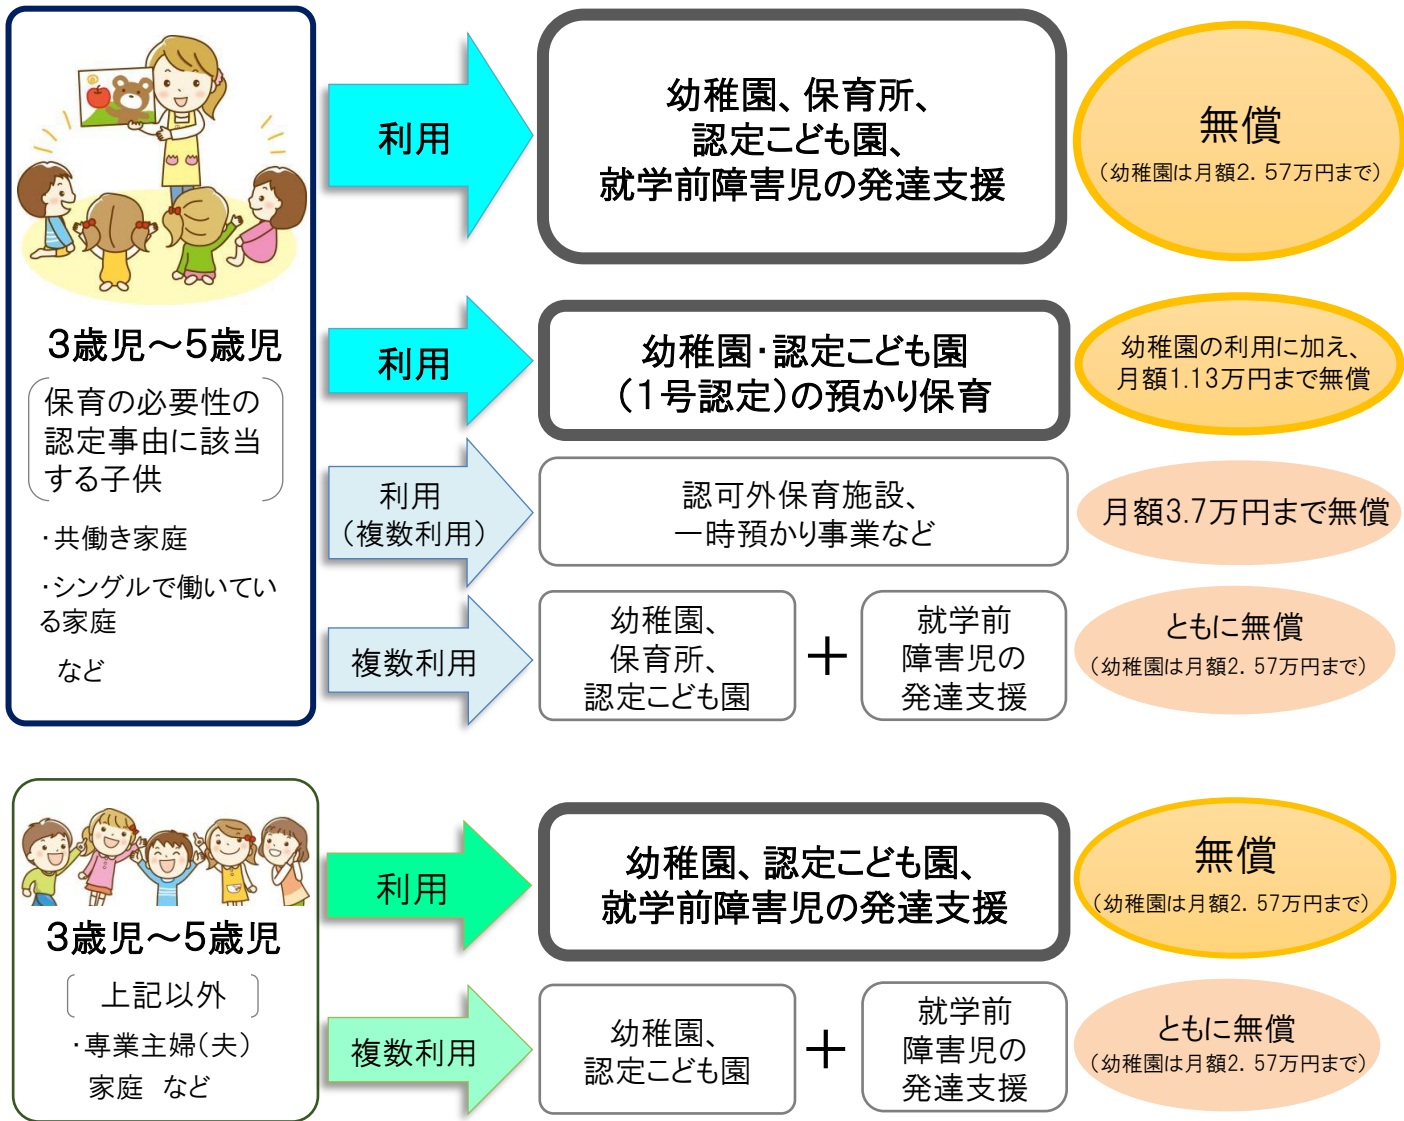 3歳児～5歳児
保育の必要性の
認定事由に該当
する子供
・共働き家庭
・シングルで働いてい
る家庭
など
利用
幼稚園、保育所、
認定こども園、
就学前障害児の発達支援
無償
（幼稚園は月額2．57万円まで）
利用
幼稚園・認定こども園
（1号認定）の預かり保育
幼稚園の利用に加え、
月額1.13万円まで無償
利用
（複数利用）
認可外保育施設、
一時預かり事業など
月額3.7万円まで無償
複数利用
幼稚園、
保育所、
認定こども園
＋
就学前
障害児の
発達支援
ともに無償
（幼稚園は月額2．57万円まで）
3歳児～5歳児
上記以外
・専業主婦（夫）
家庭 など
利用
幼稚園、認定こども園、
就学前障害児の発達支援
無償
（幼稚園は月額2．57万円まで）
複数利用
幼稚園、
認定こども園
＋
就学前
障害児の
発達支援
ともに無償
（幼稚園は月額2．57万円まで）